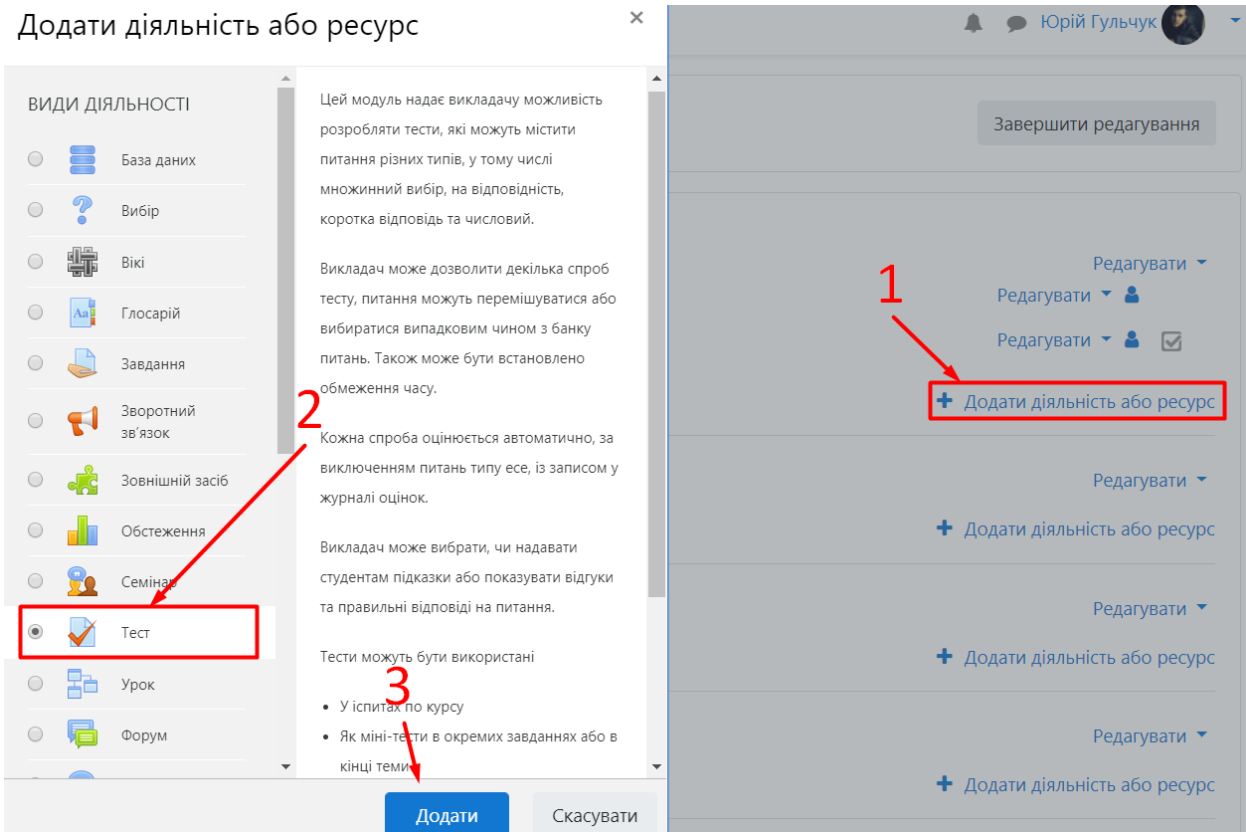 Додати діяльність або ресурс
×
ВИДИ ДІЯЛЬНОСТІ
База даних
Вибір
Вікі
Глосарій
Завдання
Зворотний
зв'язок
Зовнішній засіб
Обстеження
Семінар
Тест
Урок
Форум
2
Цей модуль надає викладачу можливість
розробляти тести, які можуть містити
питання різних типів, у тому числі
множинний вибір, на відповідність,
коротка відповідь та числовий.
Викладач може дозволити декілька спроб
тесту, питання можуть перемішуватися або
вибиратися випадковим чином з банку
питань. Також може бути встановлено
обмеження часу.
Кожна спроба оцінюється автоматично, за
виключенням питань типу есе, із записом у
журналі оцінок.
Викладач може вибрати, чи надавати
студентам підказки або показувати відгуки
та правильні відповіді на питання.
Тести можуть бути використані
3
• У іспитах по курсу
• Як міні-тести в окремих завданнях або в
кінці теми
Додати
Скасувати
Юрій Гульчук
Завершити редагування
1
Редагувати
Редагувати
Редагувати
+ Додати діяльність або ресурс
Редагувати
+ Додати діяльність або ресурс
Редагувати
+ Додати діяльність або ресурс
Редагувати
+ Додати діяльність або ресурс